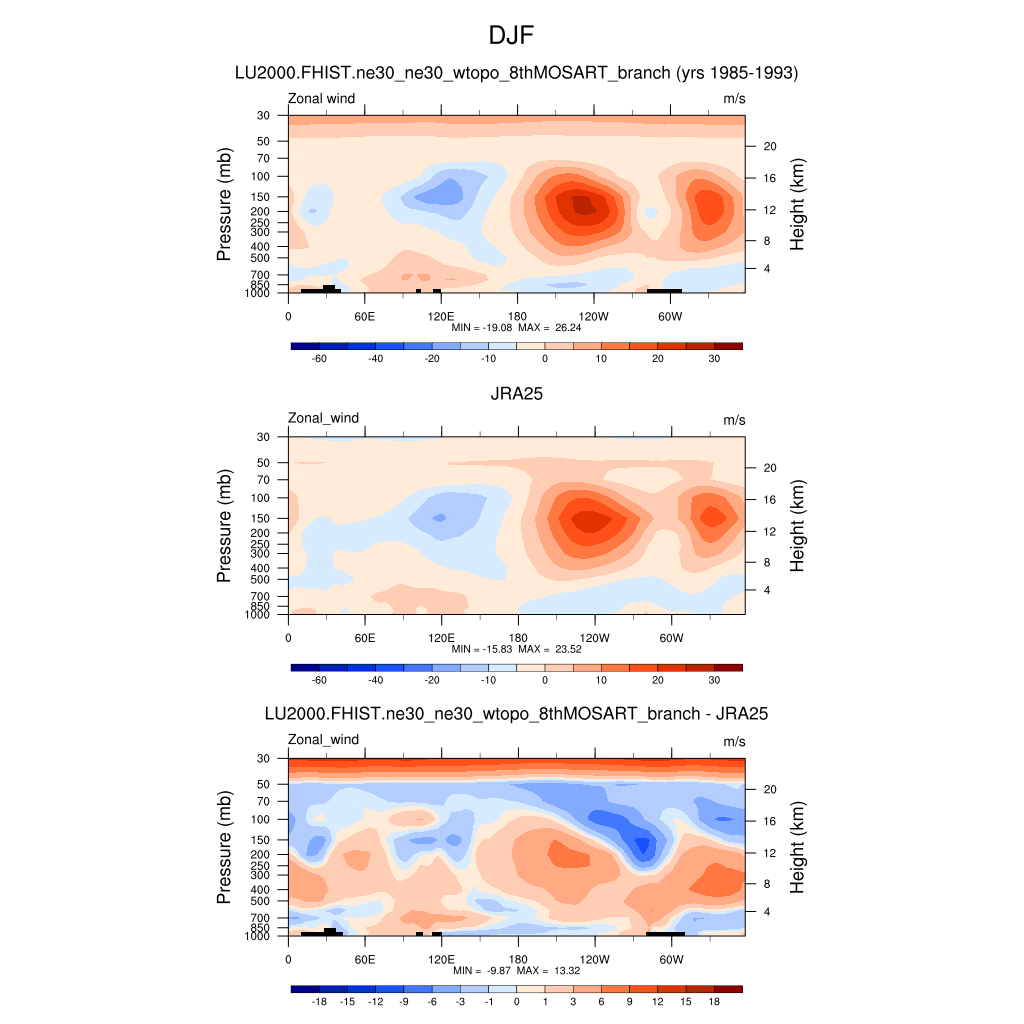 DJF
LU2000.FHIST.ne30_ne30_wtopo_8thMOSART_branch (yrs 1985-1993)
Zonal wind m/s
Pressure (mb)
30
50
70
100
150
200
250
300
400
500
700
850
1000
20
16
12
8
4
Height (km)
0 60E 120E 180 120W 60W
MIN = -19.08 MAX = 26.24
-60 -40 -20 -10 0 10 20 30
JRA25
Zonal_wind m/s
Pressure (mb)
30
50
70
100
150
200
250
300
400
500
700
850
1000
20
16
12
8
4
Height (km)
0 60E 120E 180 120W 60W
MIN = -15.83 MAX = 23.52
-60 -40 -20 -10 0 10 20 30
LU2000.FHIST.ne30_ne30_wtopo_8thMOSART_branch - JRA25
Zonal_wind m/s
Pressure (mb)
30
50
70
100
150
200
250
300
400
500
700
850
1000
20
16
12
8
4
Height (km)
0 60E 120E 180 120W 60W
MIN = -9.87 MAX = 13.32
-18 -15 -12 -9 -6 -3 -1 0 1 3 6 9 12 15 18